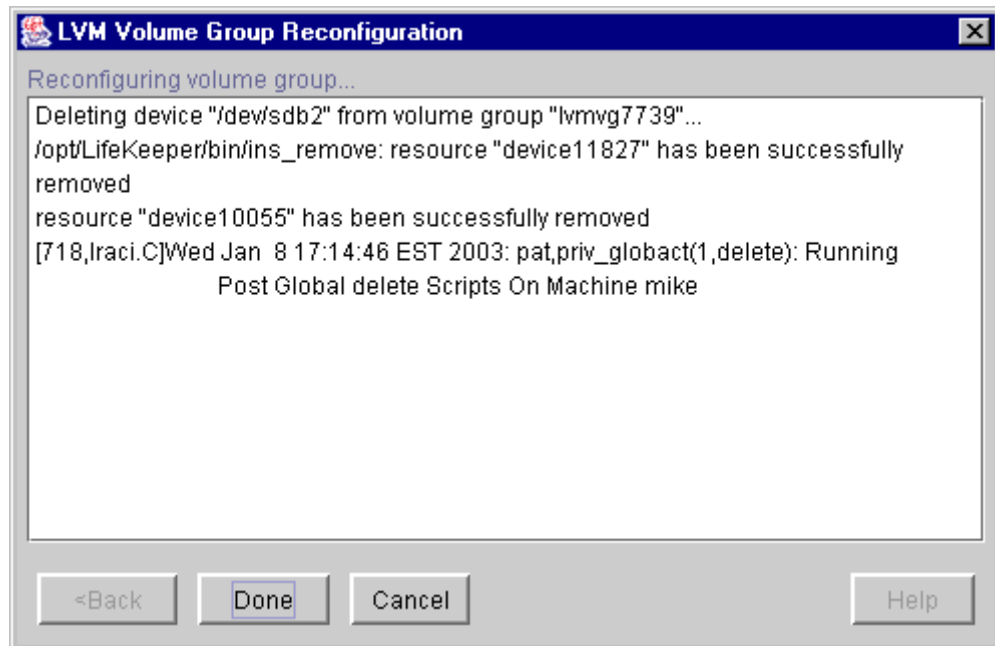 LVM Volume Group Reconfiguration
Reconfiguring volume group...
Deleting device "/dev/sdb2" from volume group "lvmvg7739"...
/opt/LifeKeeper/bin/ins_remove: resource "device11827" has been successfully
removed
resource "device10055" has been successfully removed
[718,lraci.C]Wed Jan  8 17:14:46 EST 2003: pat,priv_globact(1,delete): Running
Post Global delete Scripts On Machine mike
<Back Done Cancel Help